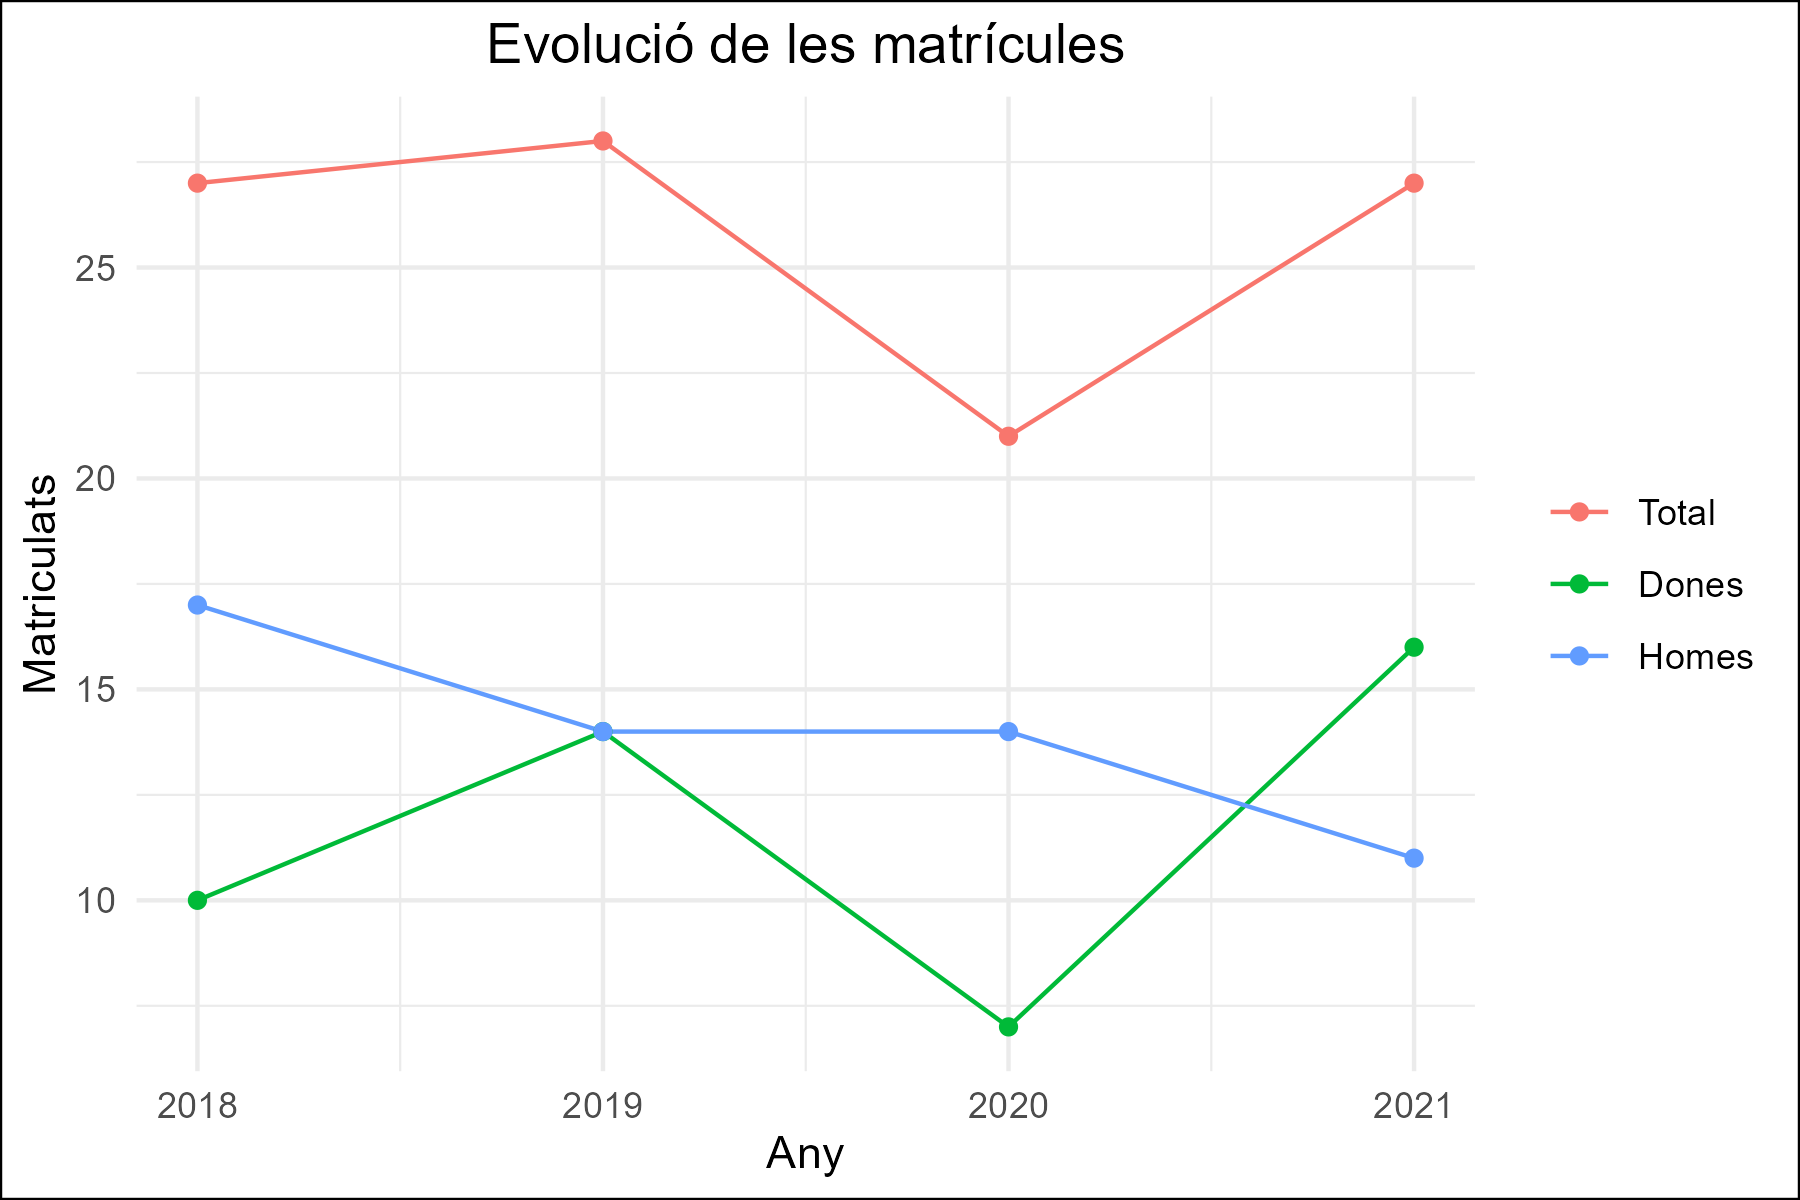 Evolució de les matrícules
Matriculats
25
20
15
10
2018
2019
2020
2021
Any
Total
Dones
Homes